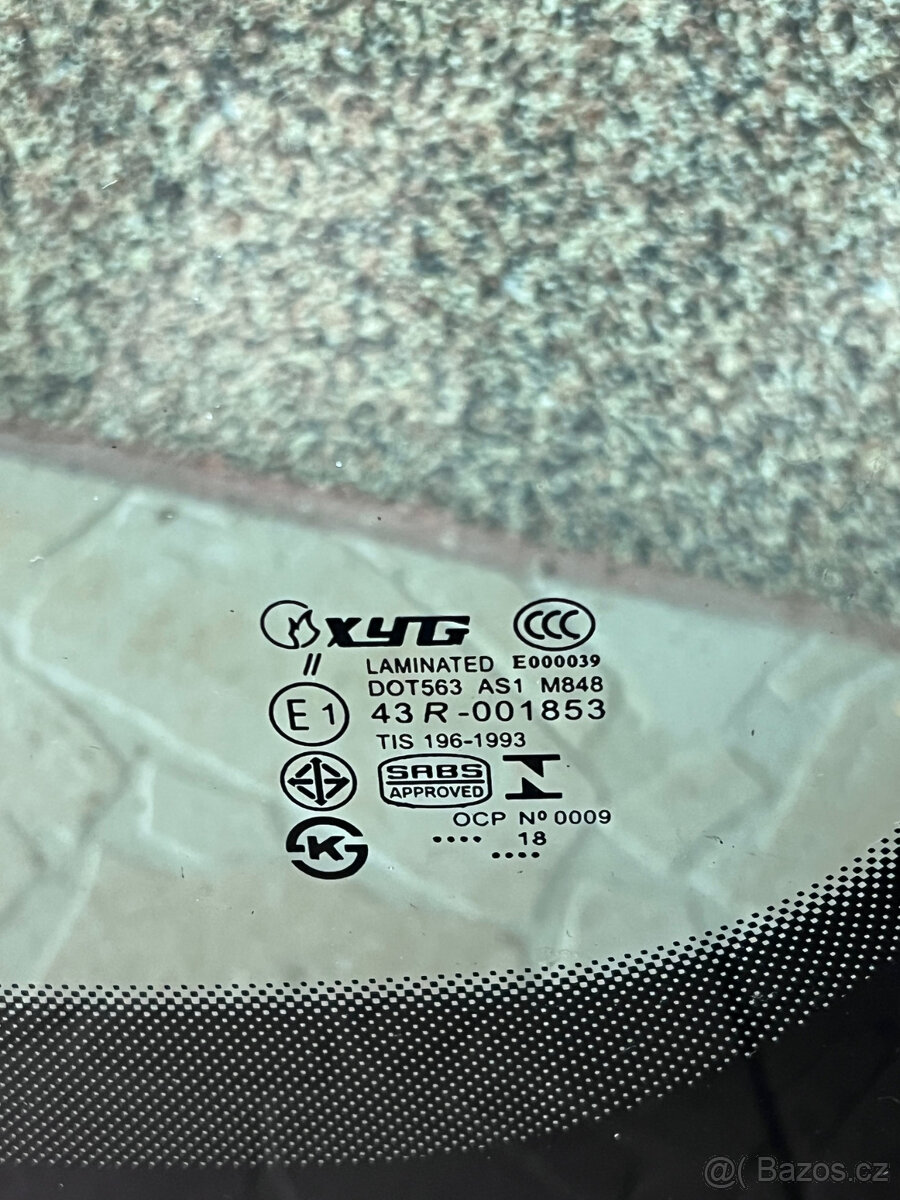 XYG CCC
// LAMINATED E000039
DOT563 AS1 M848
E1 43R-001853
TIS 196-1993
SABS
APPROVED
OCP Nº 0009
K
•••• 18
••••
@( Bazos.cz